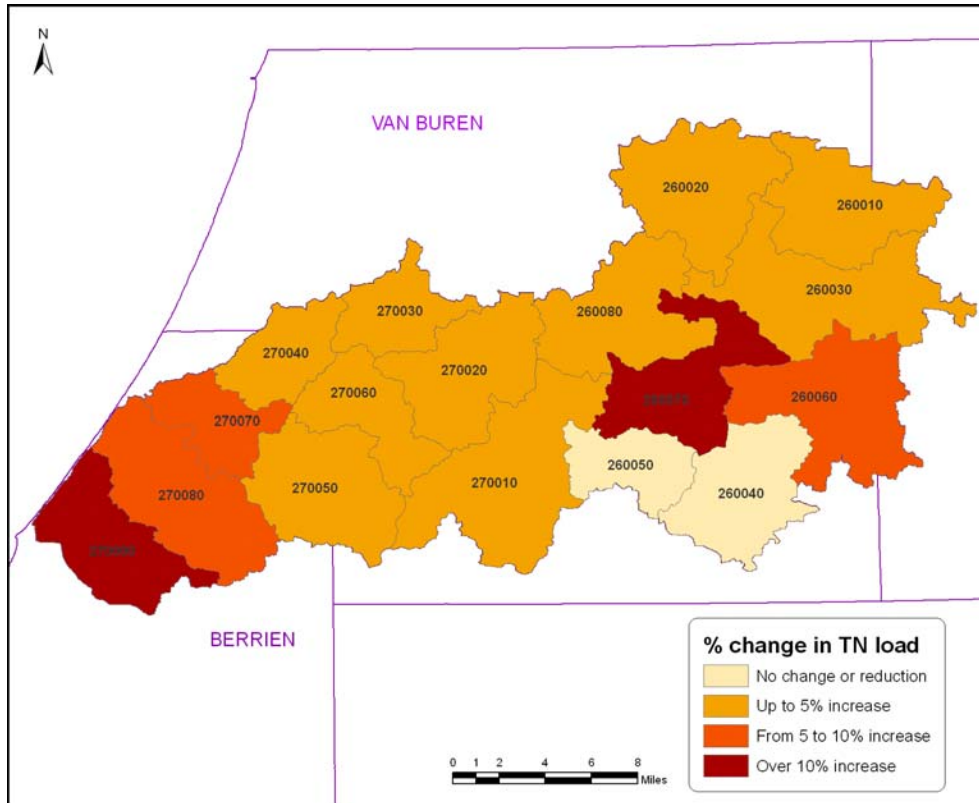 N
VAN BUREN
260020
260010
260030
270030
260080
270040
270020
270060
260060
270070
260050
270050
270010
260040
270080
BERRIEN
% change in TN load
No change or reduction
Up to 5% increase
From 5 to 10% increase
Over 10% increase
0 1 2 4 6 8
Miles